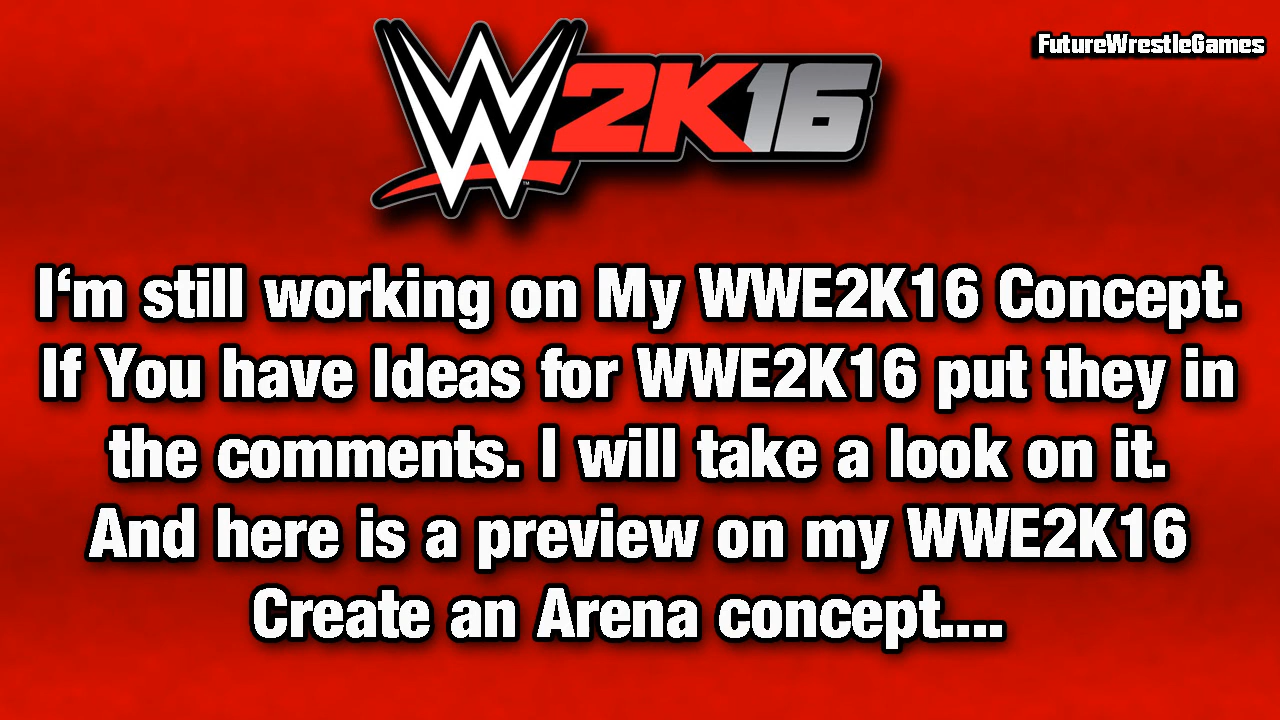 FutureWrestleGames
W2K16
I‘m still working on My WWE2K16 Concept.
If You have Ideas for WWE2K16 put they in
the comments. I will take a look on it.
And here is a preview on my WWE2K16
Create an Arena concept....